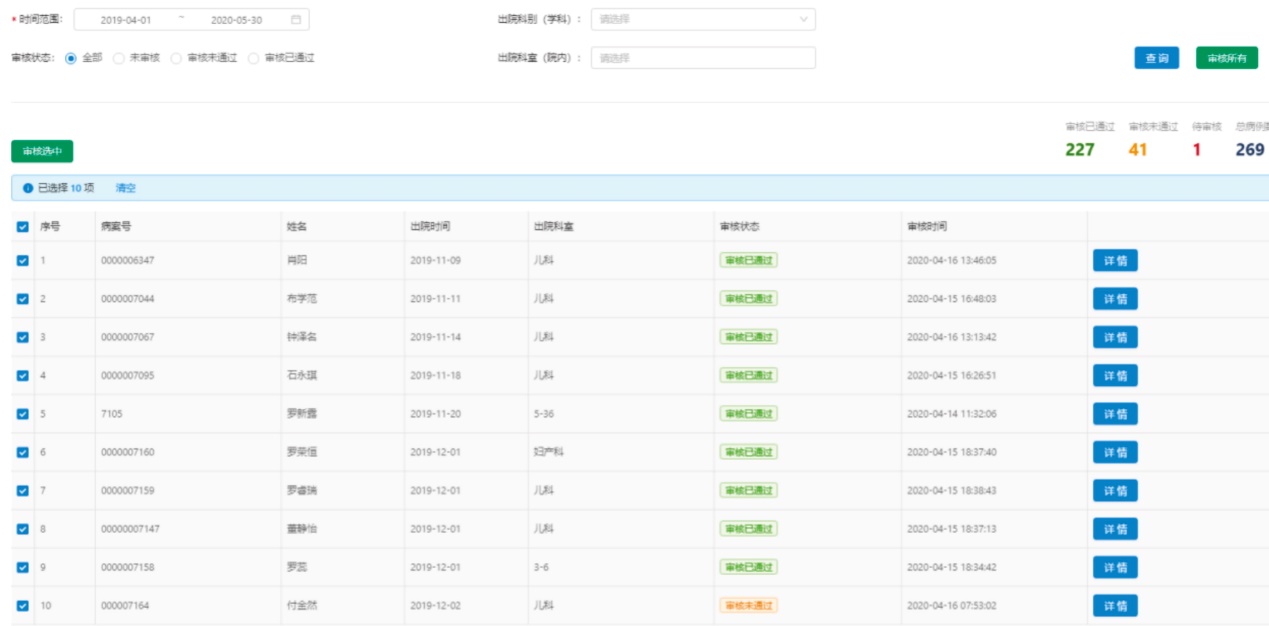 * 时间范围: 2019-04-01 ~ 2020-05-30 出院科别（学科）: 请选择
审核状态: 全部 未审核 审核未通过 审核已通过 出院科室（院内）: 请选择 查询 审核所有
审核已通过 审核未通过 待审核 总病例数
审核选中 227 41 1 269
已选择 10 项 清空
序号 病案号 姓名 出院时间 出院科室 审核状态 审核时间
1 0000006347 肖阳 2019-11-09 儿科 审核已通过 2020-04-16 13:46:05 详情
2 0000007044 布学范 2019-11-11 儿科 审核已通过 2020-04-15 16:48:03 详情
3 0000007067 钟泽名 2019-11-14 儿科 审核已通过 2020-04-16 13:13:42 详情
4 0000007095 石永琪 2019-11-18 儿科 审核已通过 2020-04-15 16:26:51 详情
5 7105 罗新露 2019-11-20 5-36 审核已通过 2020-04-14 11:32:06 详情
6 0000007160 罗荣恒 2019-12-01 妇产科 审核已通过 2020-04-15 18:37:40 详情
7 0000007159 罗睿瑞 2019-12-01 儿科 审核已通过 2020-04-15 18:38:43 详情
8 00000007147 董静怡 2019-12-01 儿科 审核已通过 2020-04-15 18:37:13 详情
9 0000007158 2019-12-01 3-6 审核已通过 2020-04-15 18:34:42 详情
10 000007164 付金然 2019-12-02 儿科 审核未通过 2020-04-16 07:53:02 详情